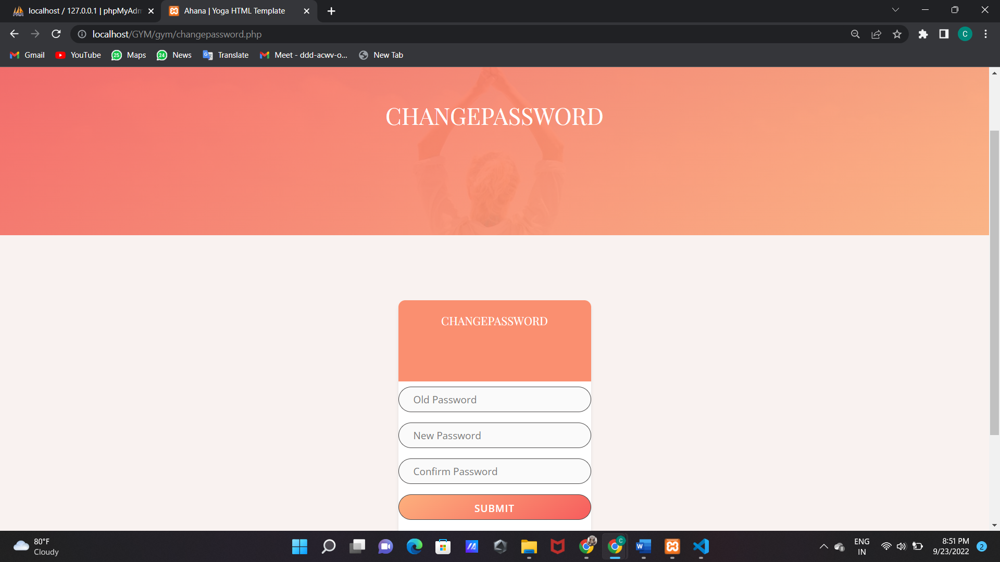 localhost / 127.0.0.1 | phpMyAdm
Ahana | Yoga HTML Template
localhost/GYM/gym/changepassword.php
C
Gmail
YouTube
25
Maps
24
News
Translate
Meet - ddd-acwv-o...
New Tab
CHANGEPASSWORD
CHANGEPASSWORD
Old Password
New Password
Confirm Password
SUBMIT
80°F
Cloudy
C
W
ENG
IN
8:51 PM
9/23/2022
2